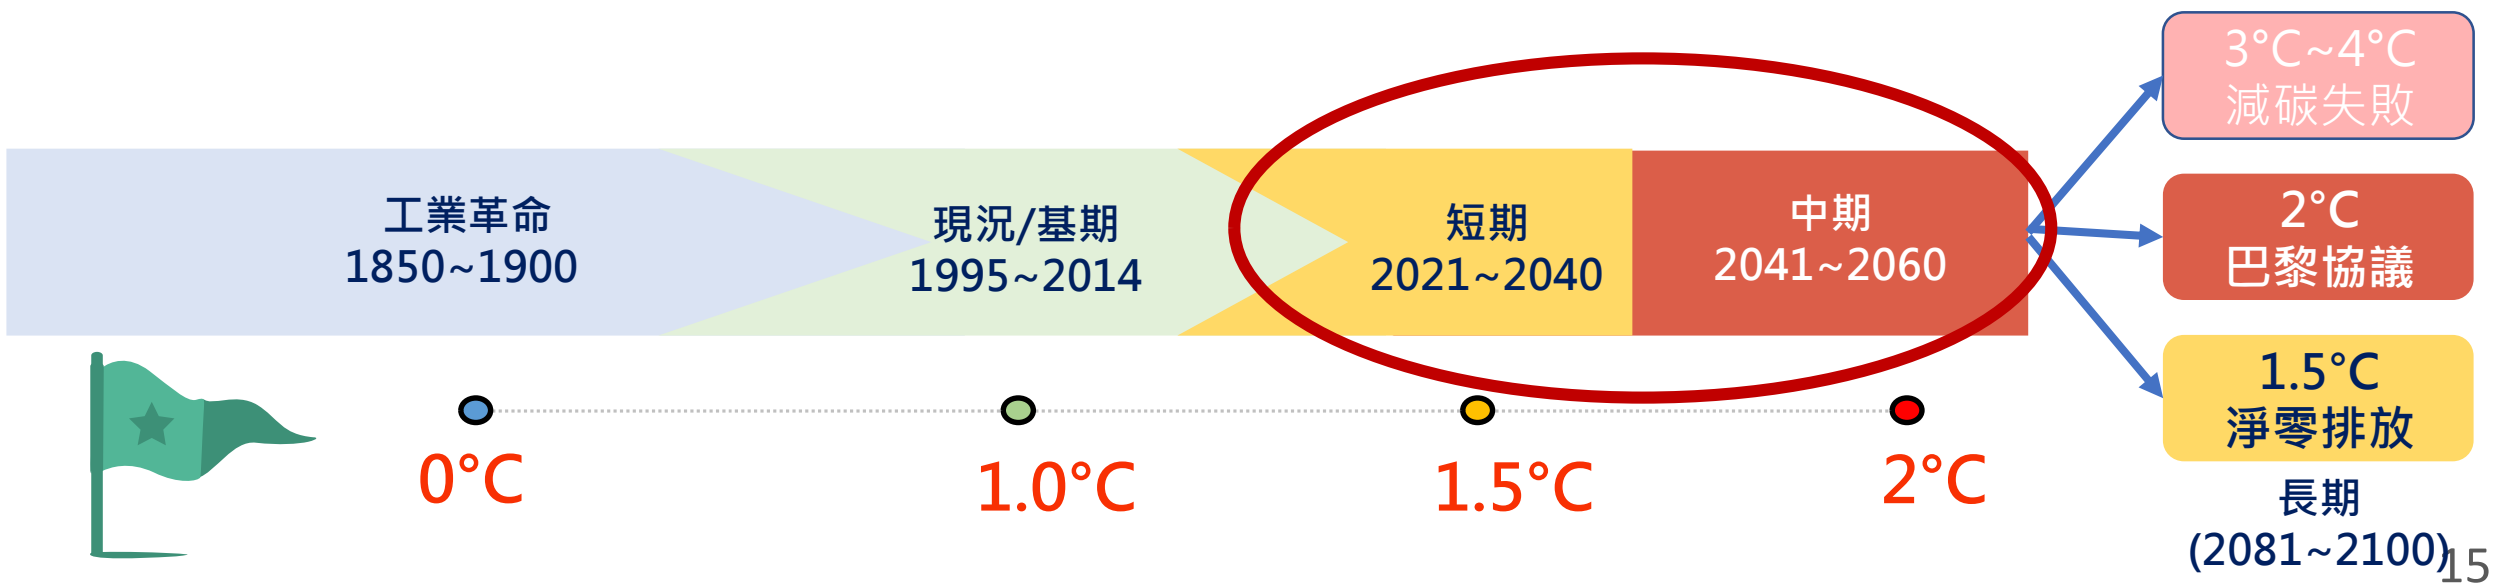 工業革命
1850~1900
現況/基期
1995~2014
短期
2021~2040
中期
2041~2060
3°C~4°C
減碳失敗
2°C
巴黎協議
1.5°C
淨零排放
長期
(2081~2100)
0°C
1.0°C
1.5°C
2°C
15